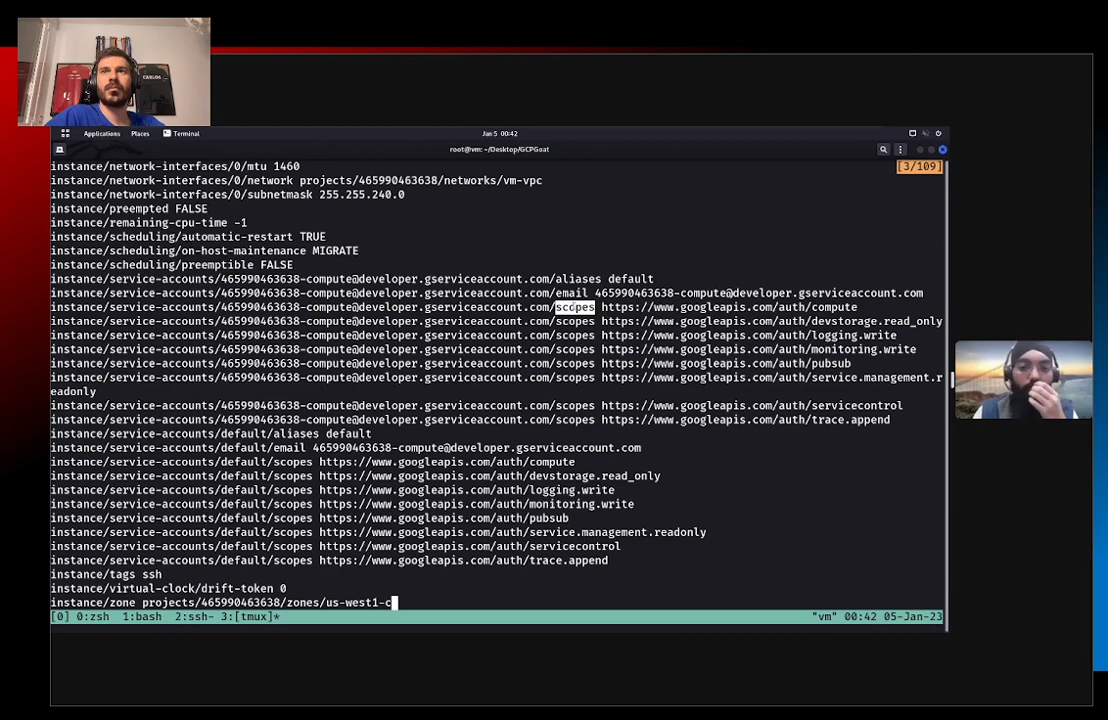 CARLOS
Applications Places Terminal Jan 5 00:42
root@vm: ~/Desktop/GCPGoat
instance/network-interfaces/0/mtu 1460 [3/109]
instance/network-interfaces/0/network projects/465990463638/networks/vm-vpc
instance/network-interfaces/0/subnetmask 255.255.240.0
instance/preempted FALSE
instance/remaining-cpu-time -1
instance/scheduling/automatic-restart TRUE
instance/scheduling/on-host-maintenance MIGRATE
instance/scheduling/preemptible FALSE
instance/service-accounts/465990463638-compute@developer.gserviceaccount.com/aliases default
instance/service-accounts/465990463638-compute@developer.gserviceaccount.com/email 465990463638-compute@developer.gserviceaccount.com
instance/service-accounts/465990463638-compute@developer.gserviceaccount.com/scopes https://www.googleapis.com/auth/compute
instance/service-accounts/465990463638-compute@developer.gserviceaccount.com/scopes https://www.googleapis.com/auth/devstorage.read_only
instance/service-accounts/465990463638-compute@developer.gserviceaccount.com/scopes https://www.googleapis.com/auth/logging.write
instance/service-accounts/465990463638-compute@developer.gserviceaccount.com/scopes https://www.googleapis.com/auth/monitoring.write
instance/service-accounts/465990463638-compute@developer.gserviceaccount.com/scopes https://www.googleapis.com/auth/pubsub
instance/service-accounts/465990463638-compute@developer.gserviceaccount.com/scopes https://www.googleapis.com/auth/service.management.r
eadonly
instance/service-accounts/465990463638-compute@developer.gserviceaccount.com/scopes https://www.googleapis.com/auth/servicecontrol
instance/service-accounts/465990463638-compute@developer.gserviceaccount.com/scopes https://www.googleapis.com/auth/trace.append
instance/service-accounts/default/aliases default
instance/service-accounts/default/email 465990463638-compute@developer.gserviceaccount.com
instance/service-accounts/default/scopes https://www.googleapis.com/auth/compute
instance/service-accounts/default/scopes https://www.googleapis.com/auth/devstorage.read_only
instance/service-accounts/default/scopes https://www.googleapis.com/auth/logging.write
instance/service-accounts/default/scopes https://www.googleapis.com/auth/monitoring.write
instance/service-accounts/default/scopes https://www.googleapis.com/auth/pubsub
instance/service-accounts/default/scopes https://www.googleapis.com/auth/service.management.readonly
instance/service-accounts/default/scopes https://www.googleapis.com/auth/servicecontrol
instance/service-accounts/default/scopes https://www.googleapis.com/auth/trace.append
instance/tags ssh
instance/virtual-clock/drift-token 0
instance/zone projects/465990463638/zones/us-west1-c
[0] 0:zsh 1:bash 2:ssh- 3:[tmux]* "vm" 00:42 05-Jan-23